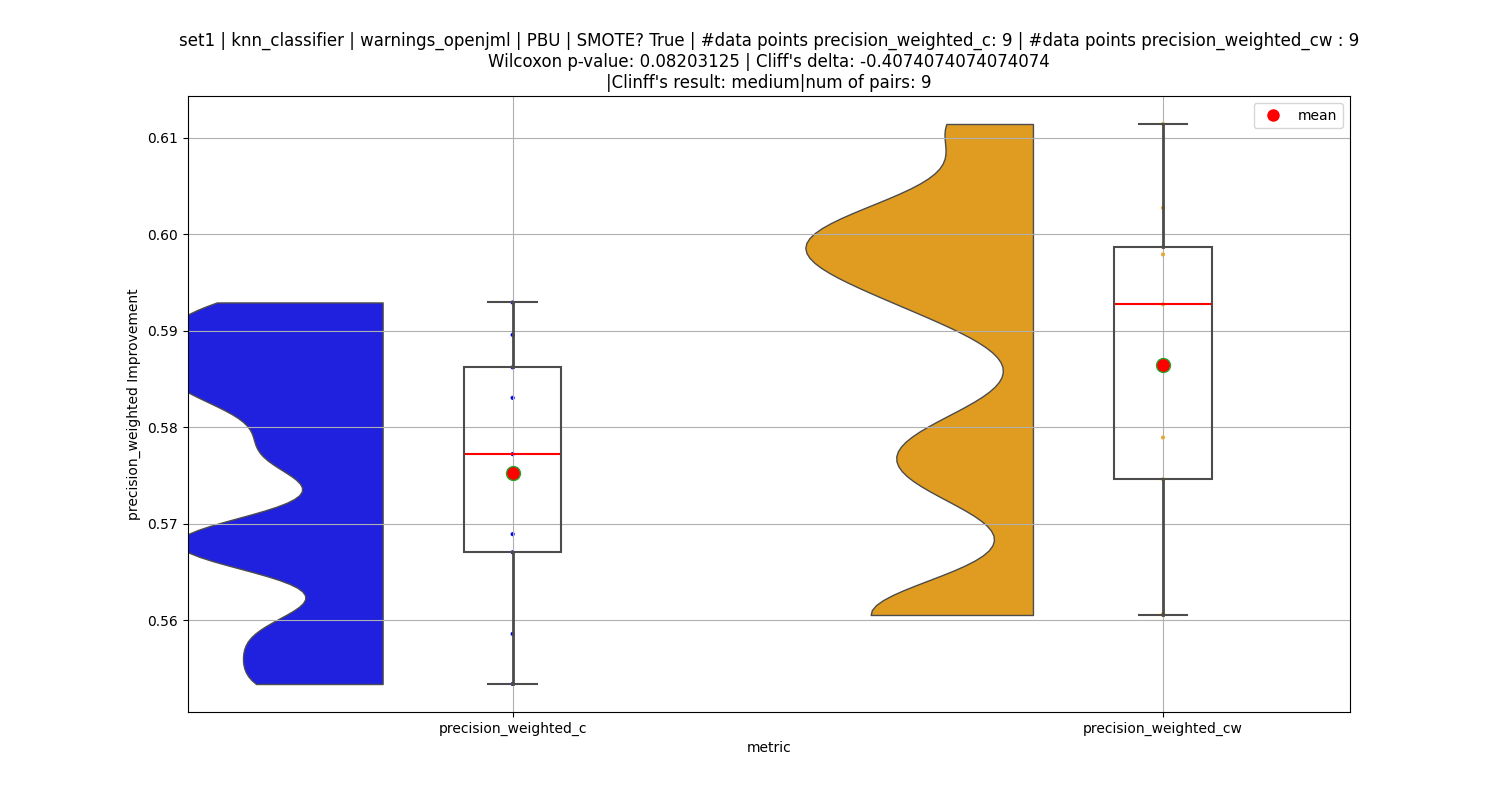 set1 | knn_classifier | warnings_openjml | PBU | SMOTE? True | #data points precision_weighted_c: 9 | #data points precision_weighted_cw : 9
Wilcoxon p-value: 0.08203125 | Cliff's delta: -0.4074074074074074
|Clinff's result: medium|num of pairs: 9
mean
0.61
0.60
0.59
0.58
0.57
0.56
precision_weighted Improvement
precision_weighted_c
precision_weighted_cw
metric